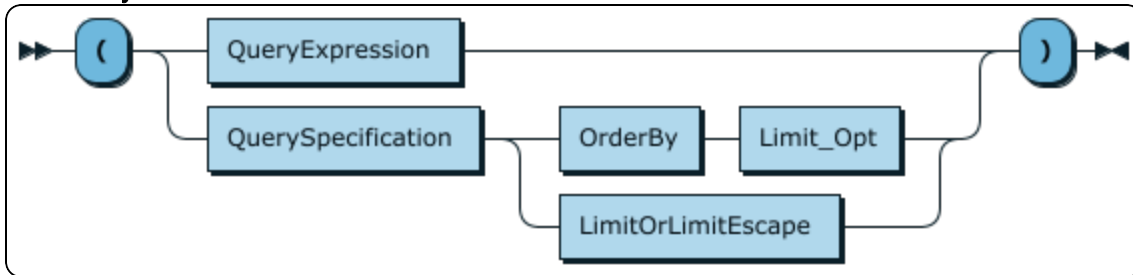 ( QueryExpression )
QuerySpecification OrderBy Limit_Opt
LimitOrLimitEscape